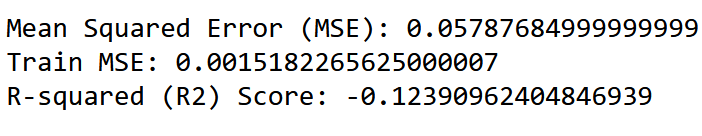 Mean Squared Error (MSE): 0.05787684999999999
Train MSE: 0.0015182265625000007
R-squared (R2) Score: -0.12390962404846939